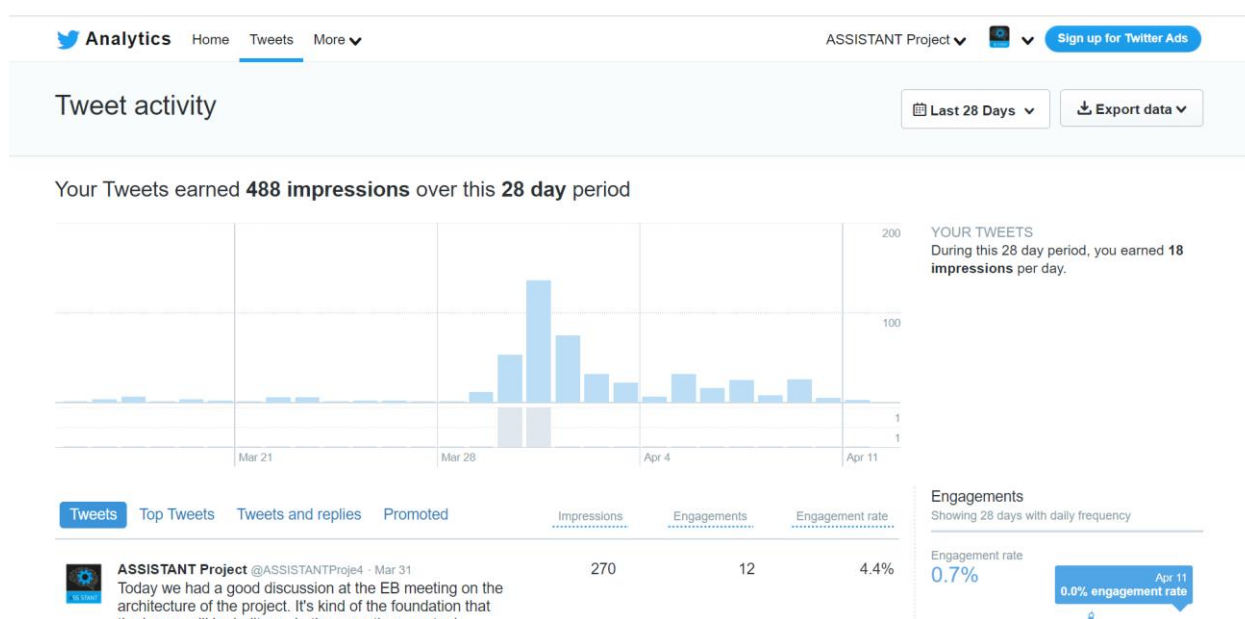 Analytics Home Tweets More ASSISTANT Project Sign up for Twitter Ads
Tweet activity
Last 28 Days Export data
Your Tweets earned 488 impressions over this 28 day period
200
100
1
1
Mar 21 Mar 28 Apr 4 Apr 11
YOUR TWEETS
During this 28 day period, you earned 18
impressions per day.
Tweets Top Tweets Tweets and replies Promoted Impressions Engagements Engagement rate
ASSISTANT Project @ASSISTANTProje4 · Mar 31 270 12 4.4%
Today we had a good discussion at the EB meeting on the
architecture of the project. It's kind of the foundation that
Engagements
Showing 28 days with daily frequency
Engagement rate
0.7%
Apr 11
0.0% engagement rate